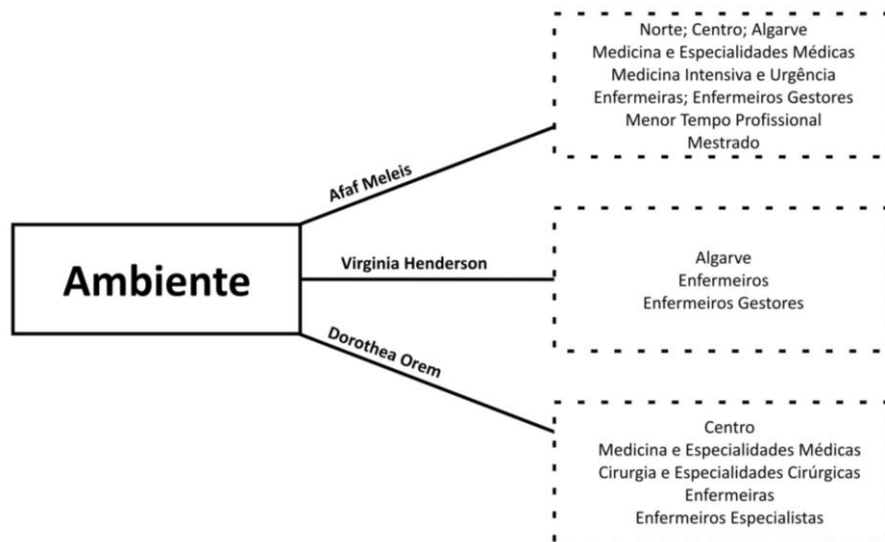 Norte; Centro; Algarve
Medicina e Especialidades Médicas
Medicina Intensiva e Urgência
Enfermeiras; Enfermeiros Gestores
Menor Tempo Profissional
Mestrado
Afaf Meleis
Ambiente
Virginia Henderson
Algarve
Enfermeiros
Enfermeiros Gestores
Dorothea Orem
Centro
Medicina e Especialidades Médicas
Cirurgia e Especialidades Cirúrgicas
Enfermeiras
Enfermeiros Especialistas